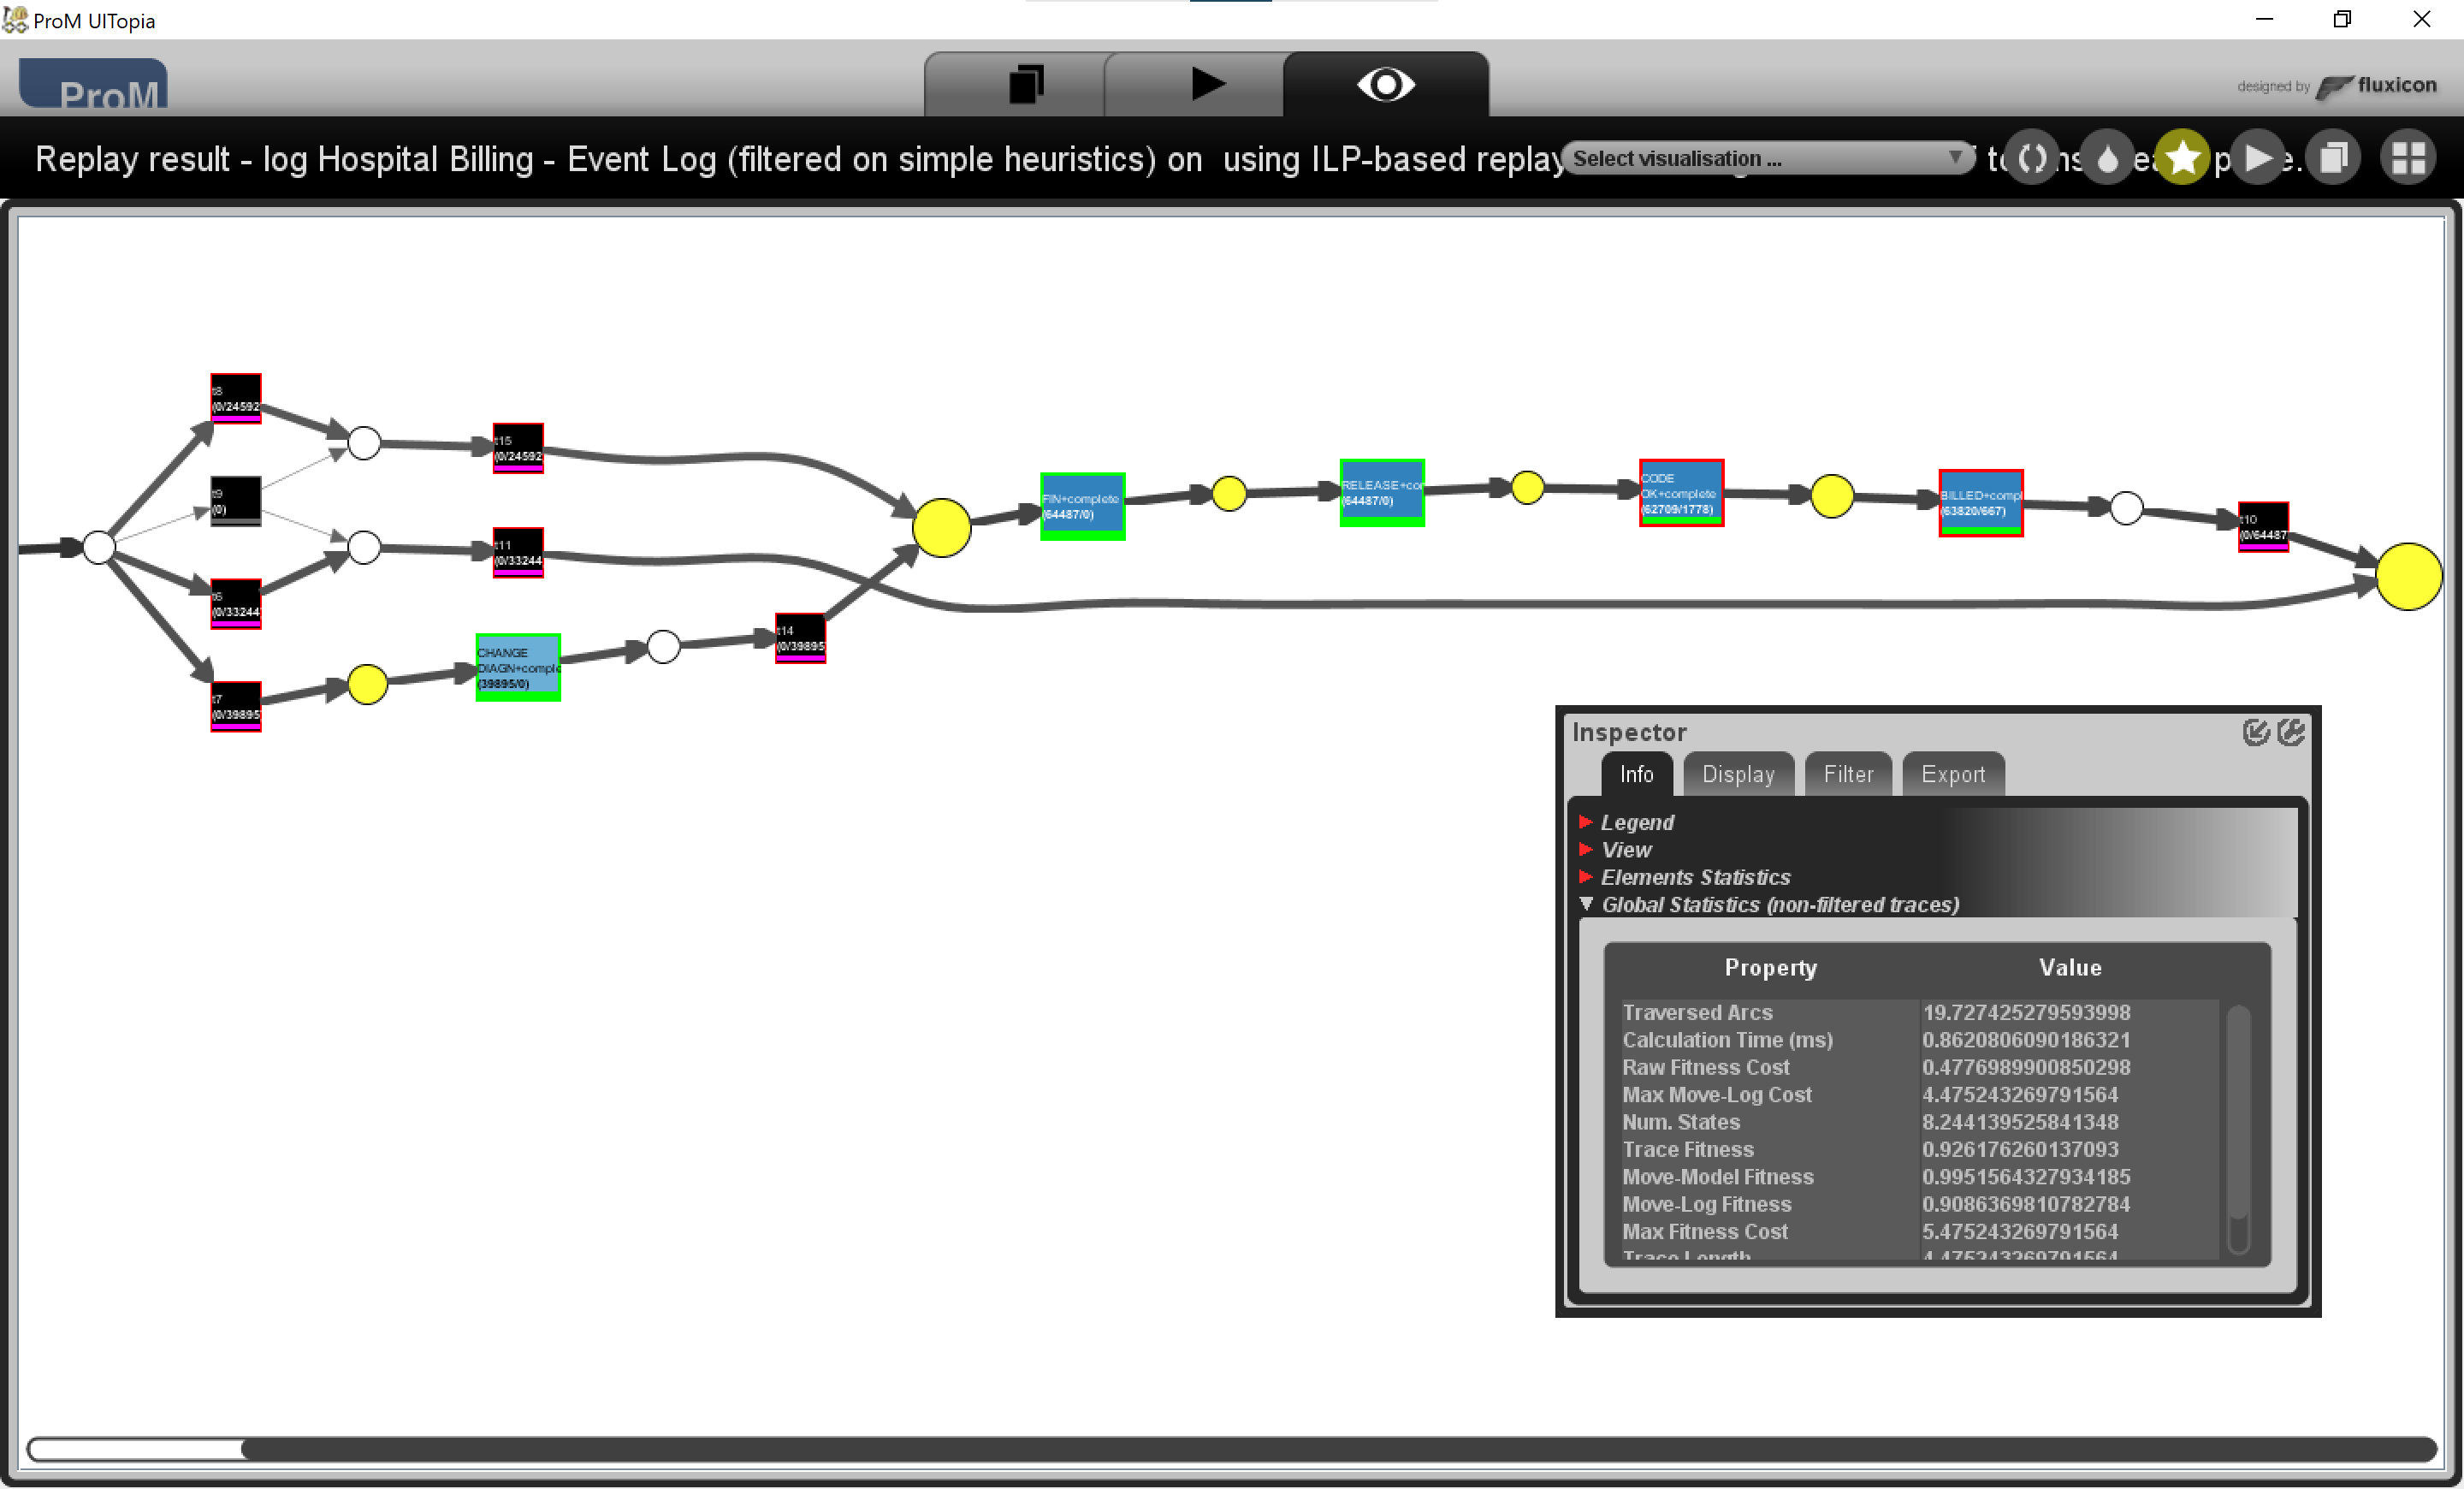 ProM UITopia
ProM
designed by fluxicon
Replay result - log Hospital Billing - Event Log (filtered on simple heuristics) on using ILP-based replay
Select visualisation ...
t8
(0/24592
t15
(0/24592
t9
(0)
t6
(0/33244
t11
(0/33244
t7
(0/39895
CHANGE
DIAGN+comple
(39895/0)
t14
(0/39895
FIN+complete
(64487/0)
RELEASE+co
(64487/0)
CODE
OK+complete
(62709/1778)
BILLED+compl
(63820/667)
t10
(0/64487
Inspector
Info Display Filter Export
Legend
View
Elements Statistics
Global Statistics (non-filtered traces)
Property Value
Traversed Arcs 19.727425279593998
Calculation Time (ms) 0.8620806090186321
Raw Fitness Cost 0.4776989900850298
Max Move-Log Cost 4.475243269791564
Num. States 8.244139525841348
Trace Fitness 0.926176260137093
Move-Model Fitness 0.9951564327934185
Move-Log Fitness 0.9086369810782784
Max Fitness Cost 5.475243269791564
Trace Length 4.475243269791564